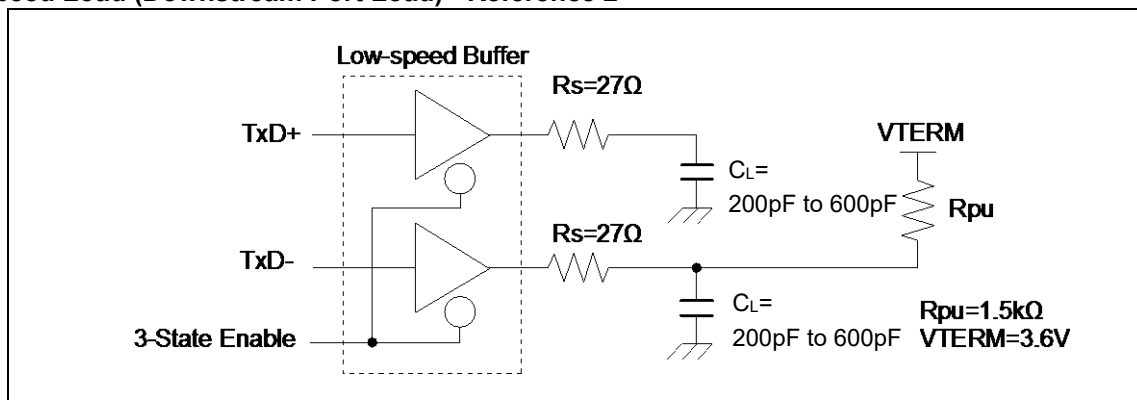 Low-speed Buffer
Rs=27Ω
TxD+
VTERM
CL=
200pF to 600pF
Rpu
Rs=27Ω
TxD-
CL=
200pF to 600pF
Rpu=1.5kΩ
VTERM=3.6V
3-State Enable